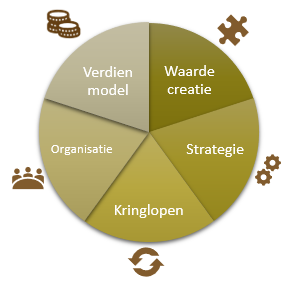 Verdien
model
Waarde
creatie
Organisatie
Strategie
Kringlopen